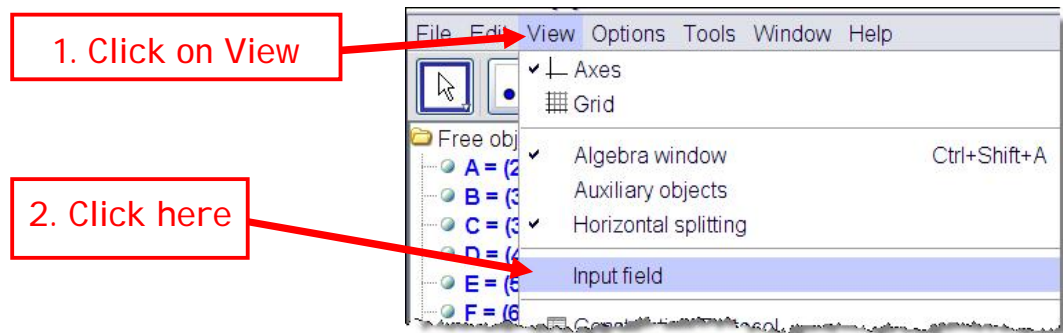 1. Click on View
File Edit View Options Tools Window Help
Axes
Grid
Free obj
Algebra window Ctrl+Shift+A
A = (2
Auxiliary objects
B = (3
2. Click here
Horizontal splitting
C = (3
D = (4
Input field
E = (5
F = (6